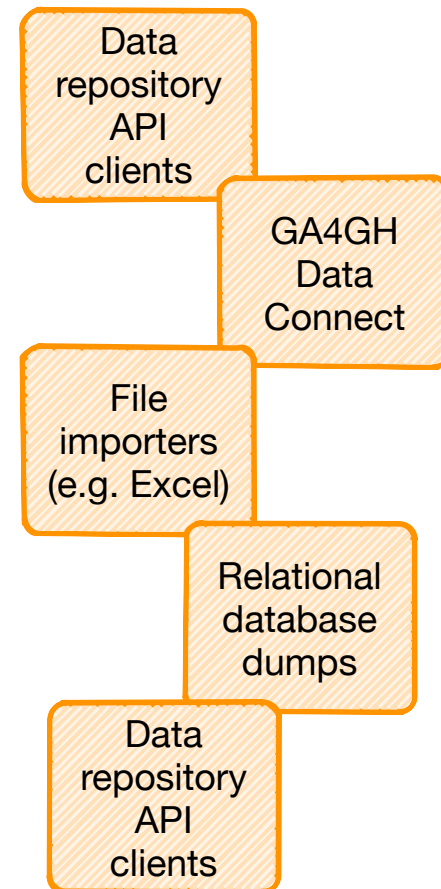 Data
repository
API
clients
GA4GH
Data
Connect
File
importers
(e.g. Excel)
Relational
database
dumps
Data
repository
API
clients